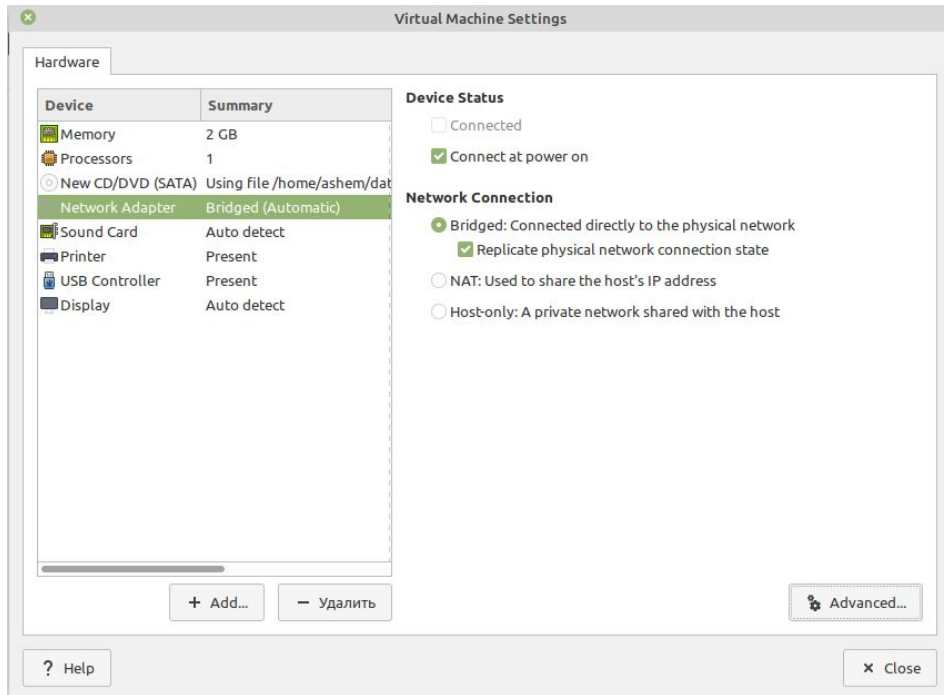 Virtual Machine Settings
Hardware
Device Summary
Memory 2 GB
Processors 1
New CD/DVD (SATA) Using file /home/ashem/dat
Network Adapter Bridged (Automatic)
Sound Card Auto detect
Printer Present
USB Controller Present
Display Auto detect
+ Add...
− Удалить
Device Status
Connected
Connect at power on
Network Connection
Bridged: Connected directly to the physical network
Replicate physical network connection state
NAT: Used to share the host's IP address
Host-only: A private network shared with the host
Advanced...
? Help
× Close